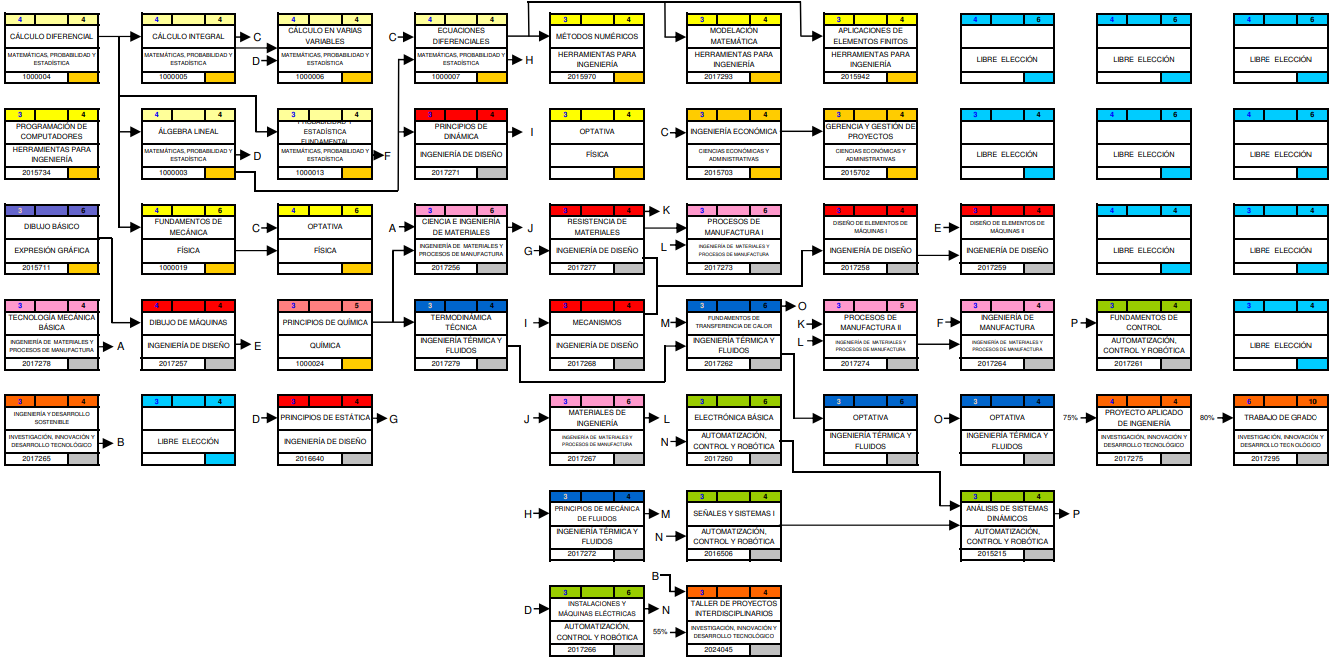 4 4
CÁLCULO DIFERENCIAL
MATEMÁTICAS, PROBABILIDAD Y
ESTADÍSTICA
1000004
4 4
CÁLCULO INTEGRAL
MATEMÁTICAS, PROBABILIDAD Y
ESTADÍSTICA
1000005
C
D
4 4
CÁLCULO EN VARIAS
VARIABLES
MATEMÁTICAS, PROBABILIDAD Y
ESTADÍSTICA
1000006
C
4 4
ECUACIONES
DIFERENCIALES
MATEMÁTICAS, PROBABILIDAD Y
ESTADÍSTICA
1000007
H
3 4
MÉTODOS NUMÉRICOS
HERRAMIENTAS PARA
INGENIERÍA
2015970
3 4
MODELACIÓN
MATEMÁTICA
HERRAMIENTAS PARA
INGENIERÍA
2017293
3 4
APLICACIONES DE
ELEMENTOS FINITOS
HERRAMIENTAS PARA
INGENIERÍA
2015942
4 6
LIBRE ELECCIÓN
4 6
LIBRE ELECCIÓN
4 6
LIBRE ELECCIÓN
3 4
PROGRAMACIÓN DE
COMPUTADORES
HERRAMIENTAS PARA
INGENIERÍA
2015734
4 4
ÁLGEBRA LINEAL
MATEMÁTICAS, PROBABILIDAD Y
ESTADÍSTICA
1000003
D
3 4
PROBABILIDAD Y
ESTADÍSTICA
FUNDAMENTAL
MATEMÁTICAS, PROBABILIDAD Y
ESTADÍSTICA
1000013
F
3 4
PRINCIPIOS DE
DINÁMICA
INGENIERÍA DE DISEÑO
2017271
I
3 4
OPTATIVA
FÍSICA
C
3 4
INGENIERÍA ECONÓMICA
CIENCIAS ECONÓMICAS Y
ADMINISTRATIVAS
2015703
3 4
GERENCIA Y GESTIÓN DE
PROYECTOS
CIENCIAS ECONÓMICAS Y
ADMINISTRATIVAS
2015702
4 6
LIBRE ELECCIÓN
4 6
LIBRE ELECCIÓN
4 6
LIBRE ELECCIÓN
3 6
DIBUJO BÁSICO
EXPRESIÓN GRÁFICA
2015711
4 6
FUNDAMENTOS DE
MECÁNICA
FÍSICA
1000019
C
4 6
OPTATIVA
FÍSICA
A
3 6
CIENCIA E INGENIERÍA
DE MATERIALES
INGENIERÍA DE MATERIALES Y
PROCESOS DE MANUFACTURA
2017256
J
G
3 4
RESISTENCIA DE
MATERIALES
INGENIERÍA DE DISEÑO
2017277
K
L
3 6
PROCESOS DE
MANUFACTURA I
INGENIERÍA DE MATERIALES Y
PROCESOS DE MANUFACTURA
2017273
3 4
DISEÑO DE ELEMENTOS DE
MÁQUINAS I
INGENIERÍA DE DISEÑO
2017258
E
3 4
DISEÑO DE ELEMENTOS DE
MÁQUINAS II
INGENIERÍA DE DISEÑO
2017259
4 6
LIBRE ELECCIÓN
4 6
LIBRE ELECCIÓN
3 4
TECNOLOGÍA MECÁNICA
BÁSICA
INGENIERÍA DE MATERIALES Y
PROCESOS DE MANUFACTURA
2017278
A
4 4
DIBUJO DE MÁQUINAS
INGENIERÍA DE DISEÑO
2017257
E
3 5
PRINCIPIOS DE QUÍMICA
QUÍMICA
1000024
3 4
TERMODINÁMICA
TÉCNICA
INGENIERÍA TÉRMICA Y
FLUIDOS
2017279
I
3 4
MECANISMOS
INGENIERÍA DE DISEÑO
2017268
M
3 6
FUNDAMENTOS DE
TRANSFERENCIA DE CALOR
INGENIERÍA TÉRMICA Y
FLUIDOS
2017262
O
K
L
3 5
PROCESOS DE
MANUFACTURA II
INGENIERÍA DE MATERIALES Y
PROCESOS DE MANUFACTURA
2017274
F
3 4
INGENIERÍA DE
MANUFACTURA
INGENIERÍA DE MATERIALES Y
PROCESOS DE MANUFACTURA
2017264
P
3 4
FUNDAMENTOS DE
CONTROL
AUTOMATIZACIÓN,
CONTROL Y ROBÓTICA
2017261
4 6
LIBRE ELECCIÓN
3 4
INGENIERÍA Y DESARROLLO
SOSTENIBLE
INVESTIGACIÓN, INNOVACIÓN Y
DESARROLLO TECNOLÓGICO
2017265
B
3 4
LIBRE ELECCIÓN
D
3 4
PRINCIPIOS DE ESTÁTICA
INGENIERÍA DE DISEÑO
2016640
G
J
3 6
MATERIALES DE
INGENIERÍA
INGENIERÍA DE MATERIALES Y
PROCESOS DE MANUFACTURA
2017267
L
N
3 6
ELECTRÓNICA BÁSICA
AUTOMATIZACIÓN,
CONTROL Y ROBÓTICA
2017260
3 6
OPTATIVA
INGENIERÍA TÉRMICA Y
FLUIDOS
O
3 4
OPTATIVA
INGENIERÍA TÉRMICA Y
FLUIDOS
75%
4 4
PROYECTO APLICADO
DE INGENIERÍA
INVESTIGACIÓN, INNOVACIÓN Y
DESARROLLO TECNOLÓGICO
2017275
80%
6 10
TRABAJO DE GRADO
INVESTIGACIÓN, INNOVACIÓN Y
DESARROLLO TECNOLÓGICO
2017295
H
3 4
PRINCIPIOS DE MECÁNICA
DE FLUIDOS
INGENIERÍA TÉRMICA Y
FLUIDOS
2017272
M
N
3 4
SEÑALES Y SISTEMAS I
AUTOMATIZACIÓN,
CONTROL Y ROBÓTICA
2016506
3 4
ANÁLISIS DE SISTEMAS
DINÁMICOS
AUTOMATIZACIÓN,
CONTROL Y ROBÓTICA
2015215
P
D
3 6
INSTALACIONES Y
MÁQUINAS ELÉCTRICAS
AUTOMATIZACIÓN,
CONTROL Y ROBÓTICA
2017266
N
B
55%
3 4
TALLER DE PROYECTOS
INTERDISCIPLINARIOS
INVESTIGACIÓN, INNOVACIÓN Y
DESARROLLO TECNOLÓGICO
2024045